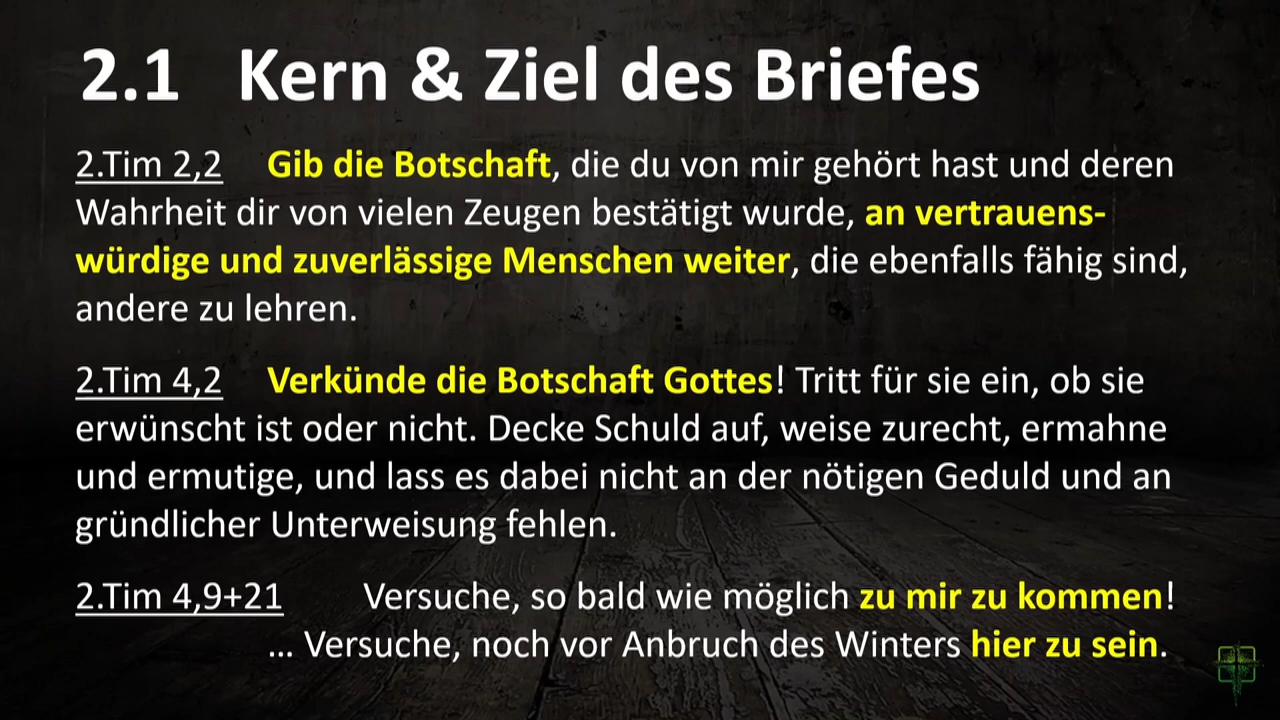 2.1 Kern & Ziel des Briefes
2.Tim 2,2 Gib die Botschaft, die du von mir gehört hast und deren
Wahrheit dir von vielen Zeugen bestätigt wurde, an vertrauens-
würdige und zuverlässige Menschen weiter, die ebenfalls fähig sind,
andere zu lehren.
2.Tim 4,2 Verkünde die Botschaft Gottes! Tritt für sie ein, ob sie
erwünscht ist oder nicht. Decke Schuld auf, weise zurecht, ermahne
und ermutige, und lass es dabei nicht an der nötigen Geduld und an
gründlicher Unterweisung fehlen.
2.Tim 4,9+21 Versuche, so bald wie möglich zu mir zu kommen!
... Versuche, noch vor Anbruch des Winters hier zu sein.